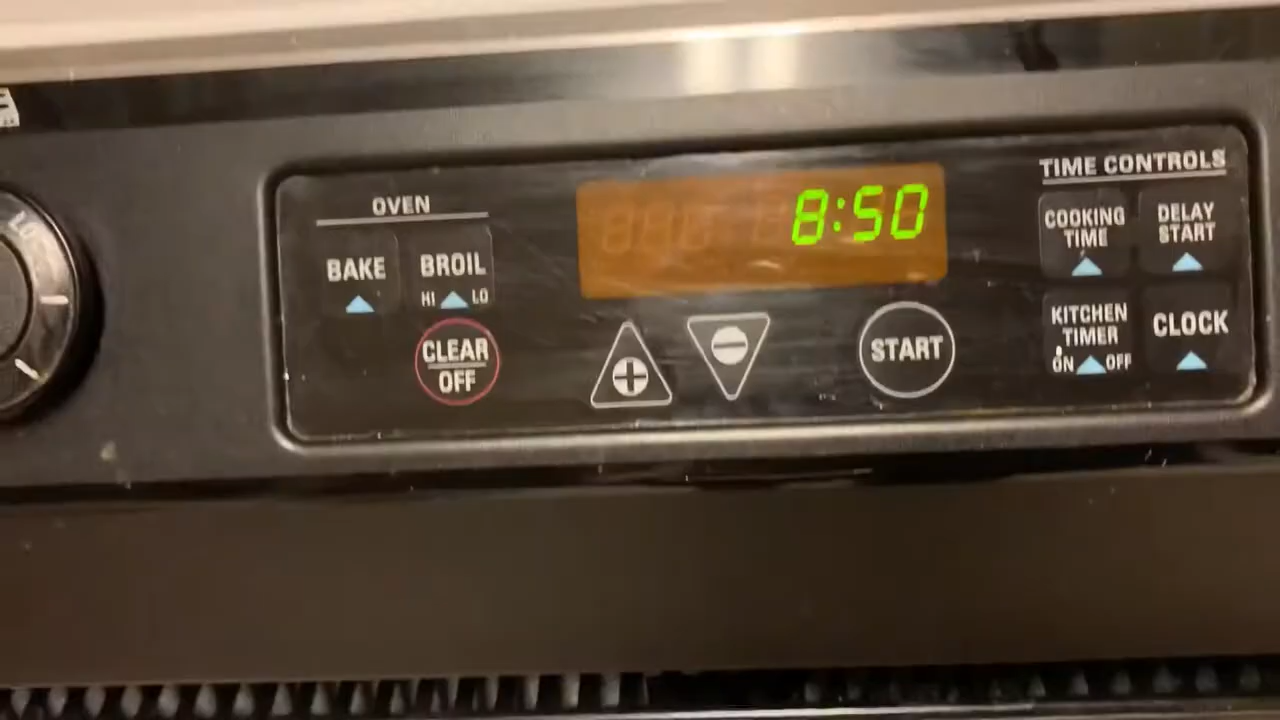 OVEN
BAKE
BROIL
HI LO
CLEAR
OFF
8:50
START
TIME CONTROLS
COOKING
TIME
DELAY
START
KITCHEN
TIMER
ON OFF
CLOCK